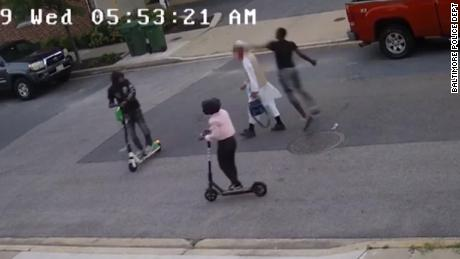 9 Wed 05:53:21 AM
BALTIMORE POLICE DEPT